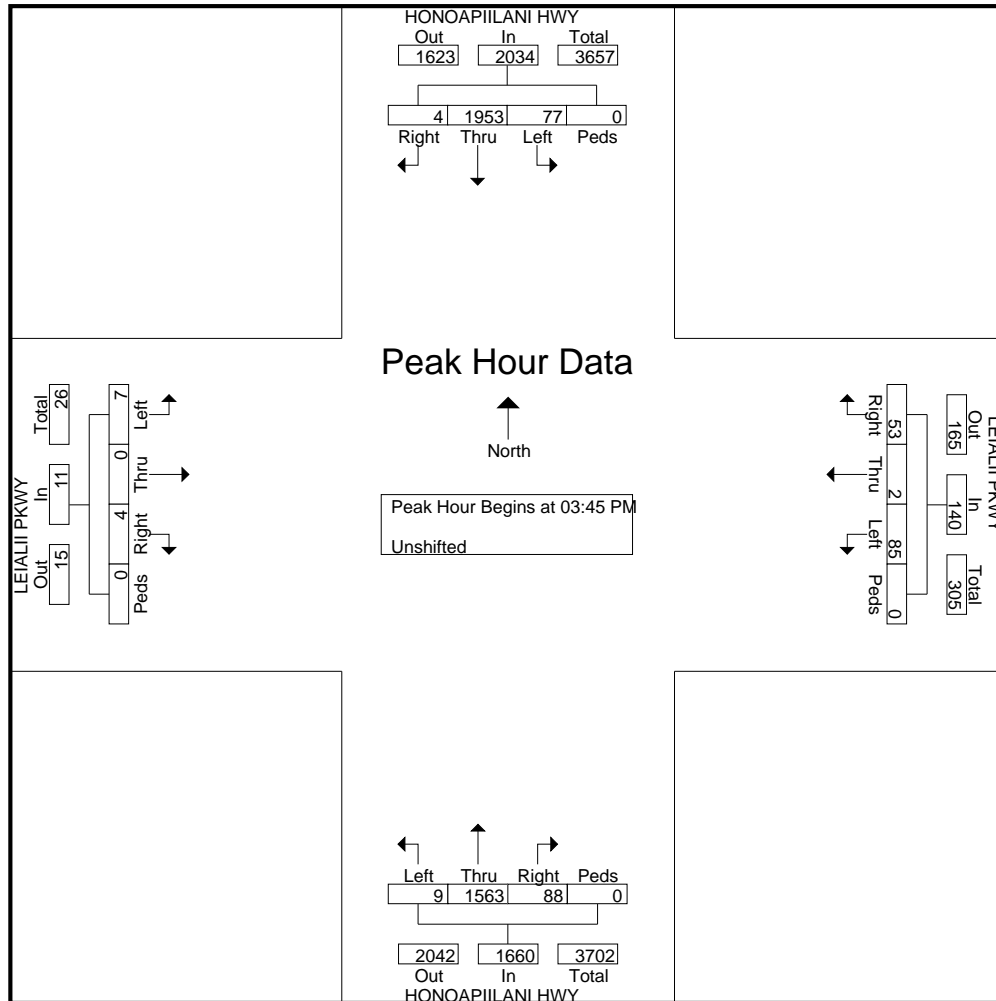 HONOAPIILANI HWY
Out In Total
1623 2034 3657
4 1953 77 0
Right Thru Left Peds
Peak Hour Data
North
Peak Hour Begins at 03:45 PM
Unshifted
LEIALII PKWY
Out In Total
15 11 26
7 0 4 0
Left Thru Right Peds
LEIALII PKWY
Out In Total
165 140 305
53 2 85 0
Right Thru Left Peds
Left Thru Right Peds
9 1563 88 0
2042 1660 3702
Out In Total
HONOAPIILANI HWY